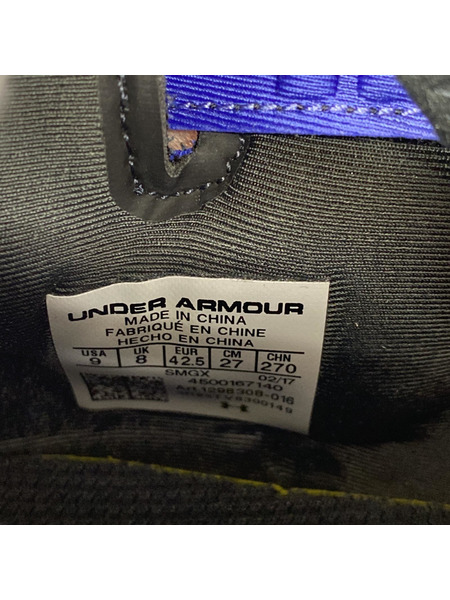 UNDER ARMOUR
MADE IN CHINA
FABRIQUÉ EN CHINE
HECHO EN CHINA
USA UK EUR CM CHN
9 8 42.5 27 270
SMGX 02/17
4500167140
Art 1298308-016